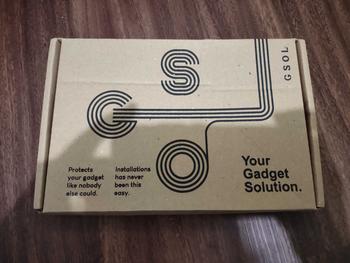 S
G
O
GSOL
Protects
your gadget
like nobody
else could.
Installations
has never
been this
easy.
Your
Gadget
Solution.